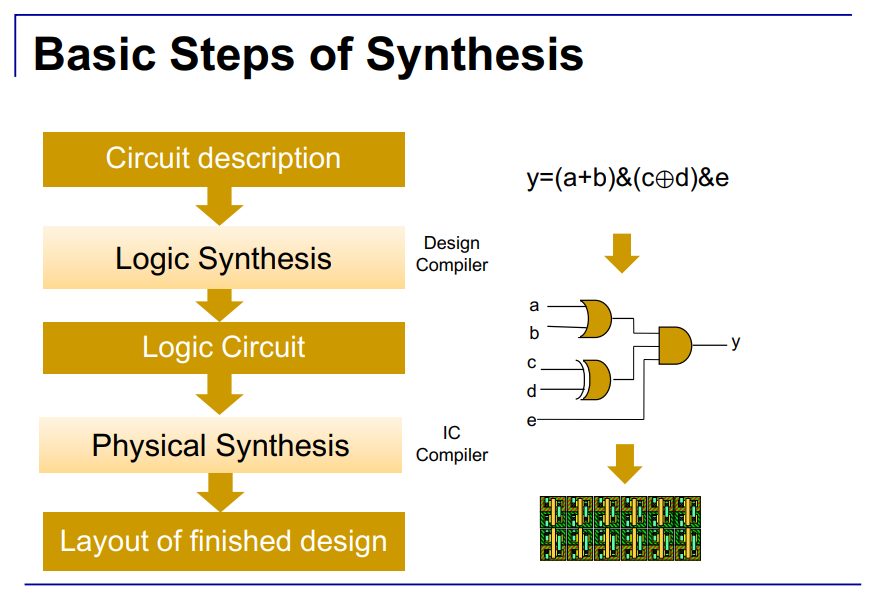 Basic Steps of Synthesis
Circuit description
Logic Synthesis
Design
Compiler
Logic Circuit
Physical Synthesis
IC
Compiler
Layout of finished design
y=(a+b)&(c⊕d)&e
a
b
c
d
e
y